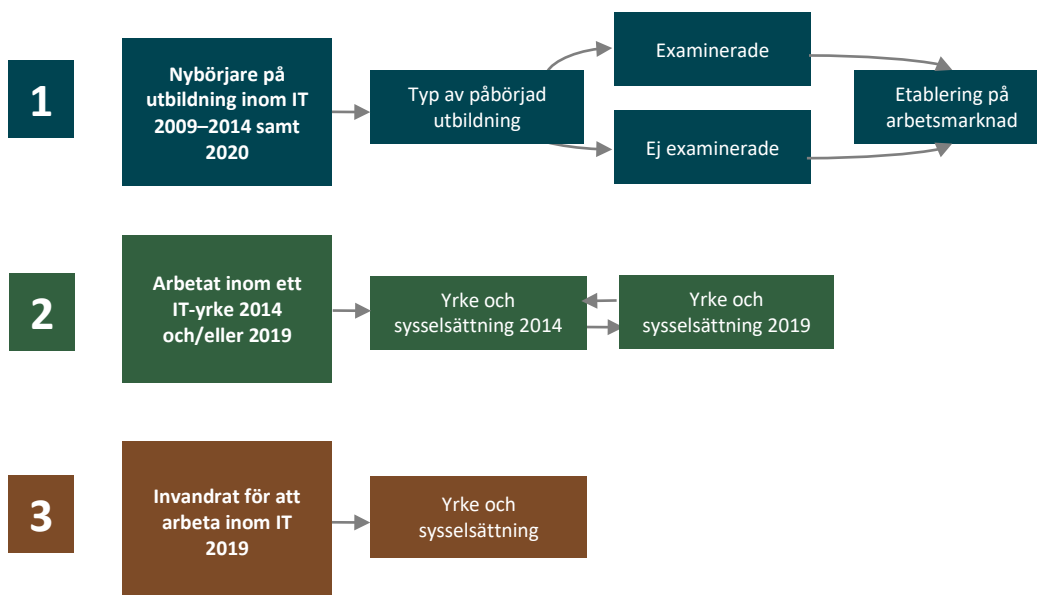 1
Nybörjare på
utbildning inom IT
2009–2014 samt
2020
Typ av påbörjad
utbildning
Examinerade
Ej examinerade
Etablering på
arbetsmarknad
2
Arbetat inom ett
IT-yrke 2014
och/eller 2019
Yrke och
sysselsättning 2014
Yrke och
sysselsättning 2019
3
Invandrat för att
arbeta inom IT
2019
Yrke och
sysselsättning